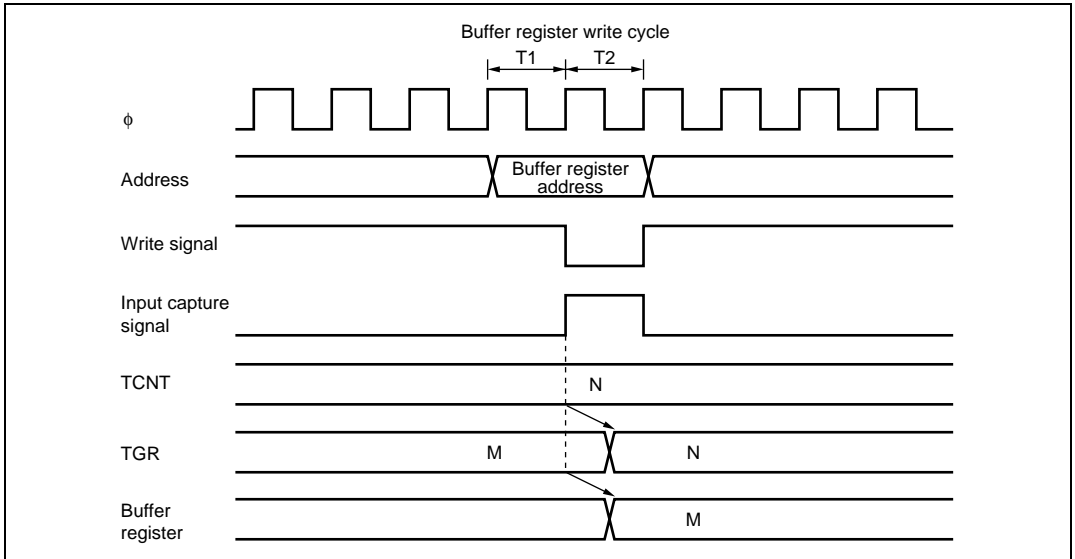 Buffer register write cycle
T1 T2
ϕ
Address
Buffer register
address
Write signal
Input capture
signal
TCNT
N
TGR
M N
Buffer
register
M